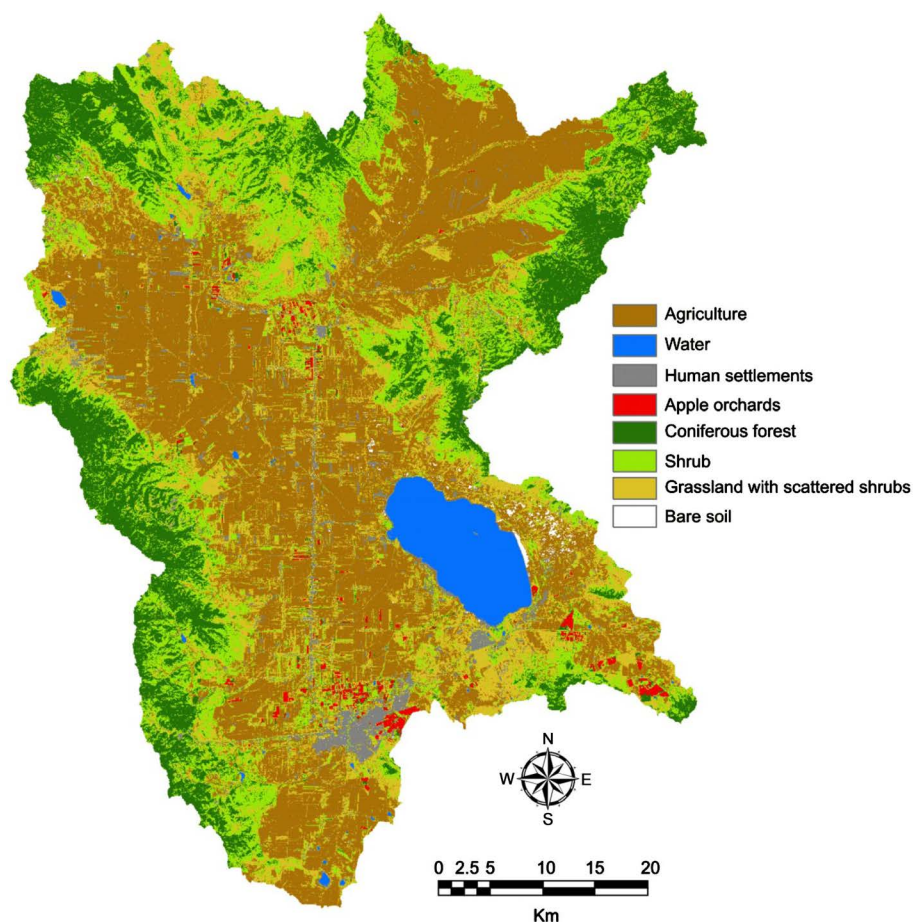 Agriculture
Water
Human settlements
Apple orchards
Coniferous forest
Shrub
Grassland with scattered shrubs
Bare soil
N
W E
S
0 2.5 5 10 15 20
Km